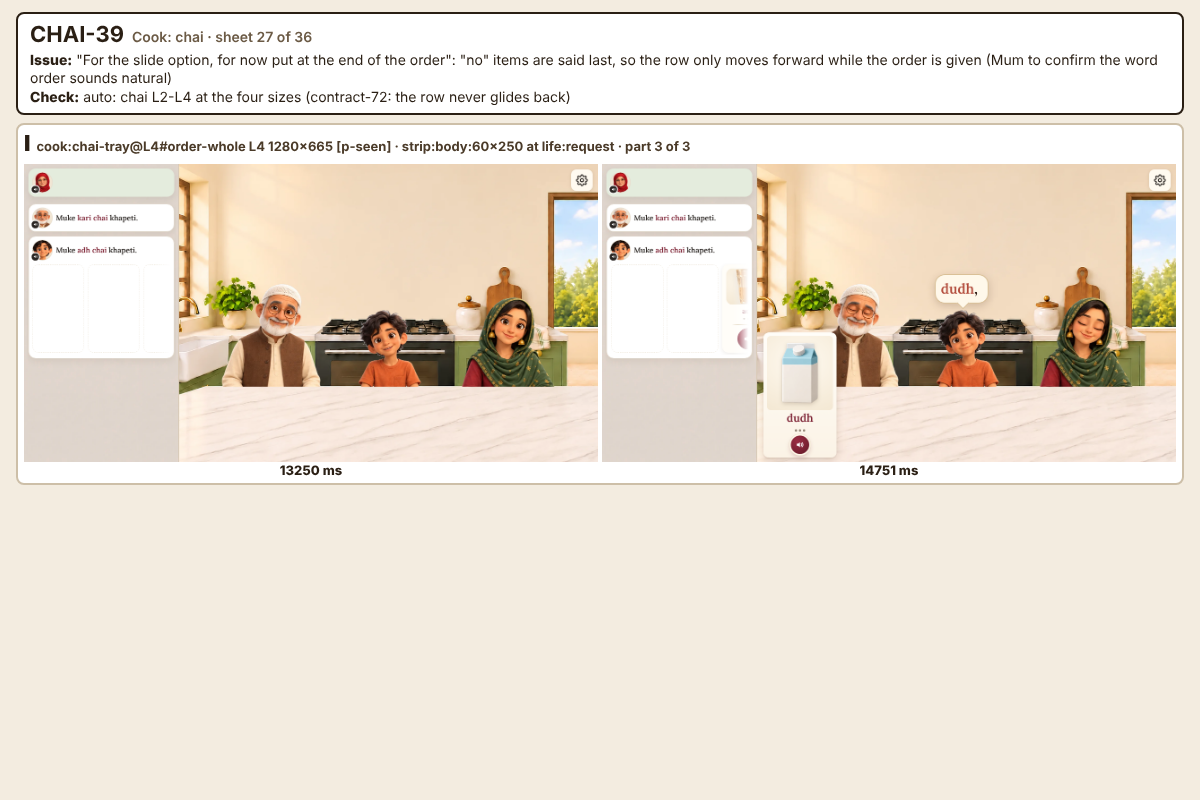 CHAI-39 Cook: chai · sheet 27 of 36
Issue: "For the slide option, for now put at the end of the order": "no" items are said last, so the row only moves forward while the order is given (Mum to confirm the word
order sounds natural)
Check: auto: chai L2-L4 at the four sizes (contract-72: the row never glides back)
cook:chai-tray@L4#order-whole L4 1280×665 [p-seen] · strip:body:60×250 at life:request · part 3 of 3
Muke kari chai khapeti.
Muke adh chai khapeti.
13250 ms
Muke kari chai khapeti.
Muke adh chai khapeti.
dudh,
dudh
14751 ms